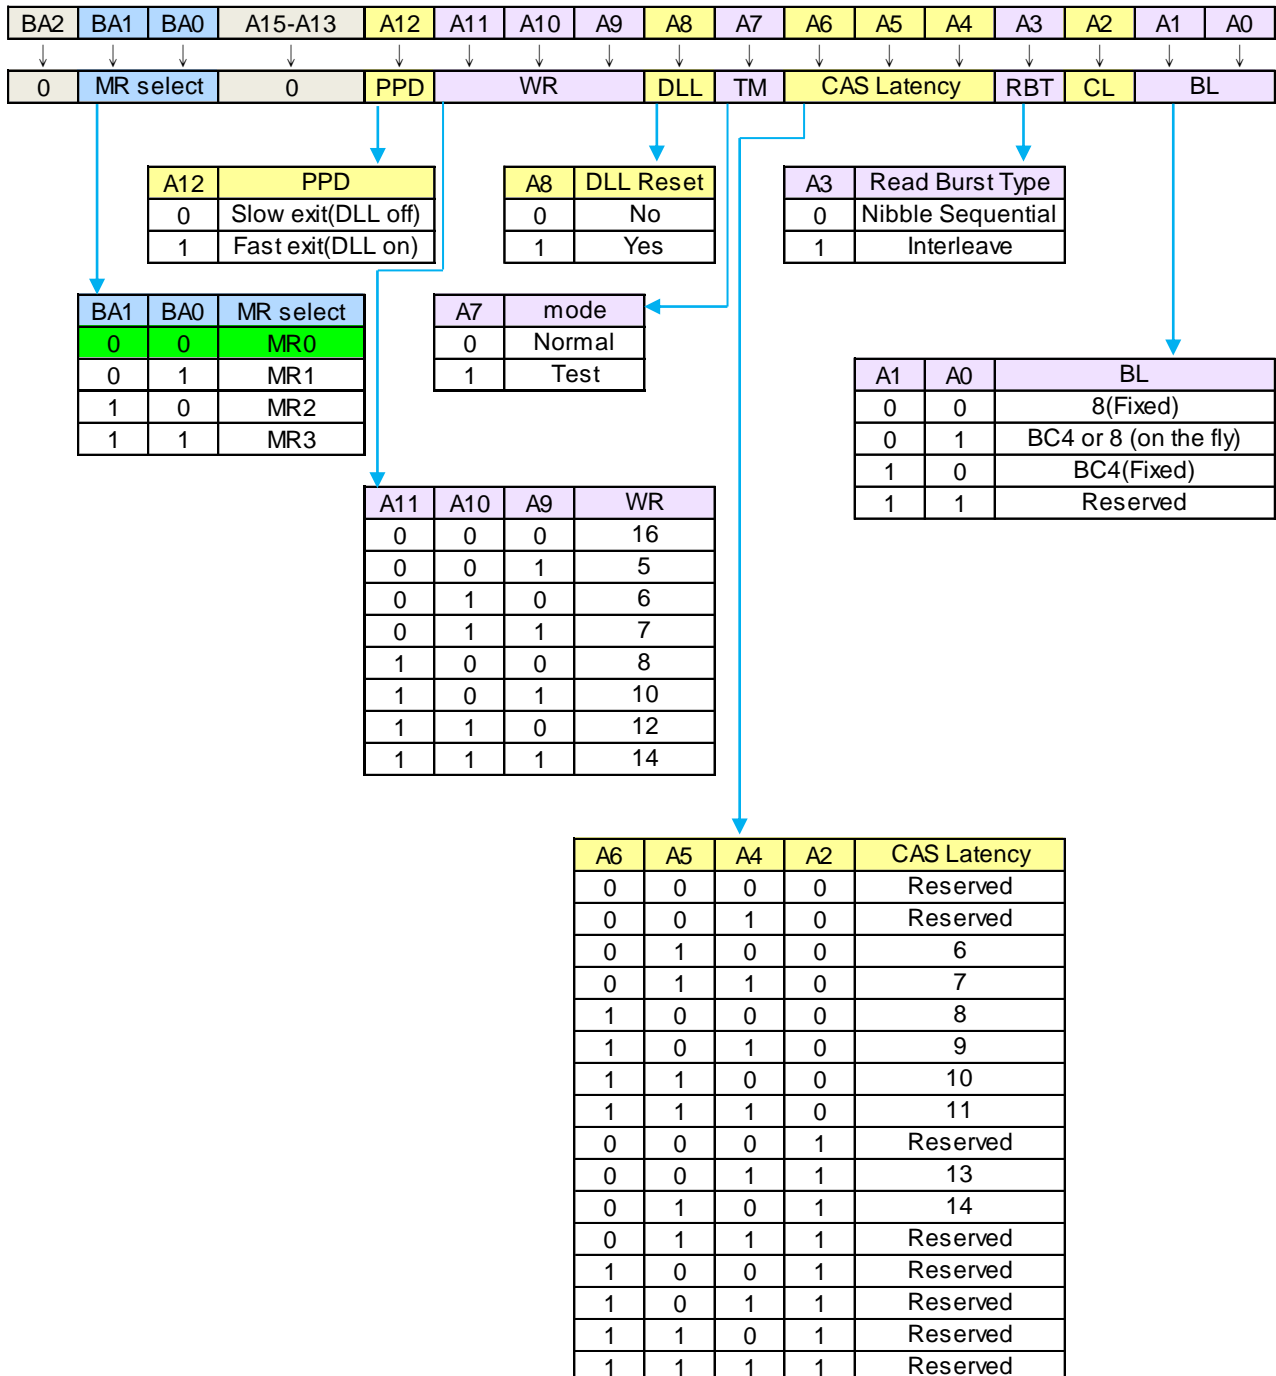 BA2 BA1 BA0 A15-A13 A12 A11 A10 A9 A8 A7 A6 A5 A4 A3 A2 A1 A0
0 MR select 0 PPD WR DLL TM CAS Latency RBT CL BL
A12 PPD
0 Slow exit(DLL off)
1 Fast exit(DLL on)
A8 DLL Reset
0 No
1 Yes
A3 Read Burst Type
0 Nibble Sequential
1 Interleave
BA1 BA0 MR select
0 0 MR0
0 1 MR1
1 0 MR2
1 1 MR3
A7 mode
0 Normal
1 Test
A1 A0 BL
0 0 8(Fixed)
0 1 BC4 or 8 (on the fly)
1 0 BC4(Fixed)
1 1 Reserved
A11 A10 A9 WR
0 0 0 16
0 0 1 5
0 1 0 6
0 1 1 7
1 0 0 8
1 0 1 10
1 1 0 12
1 1 1 14
A6 A5 A4 A2 CAS Latency
0 0 0 0 Reserved
0 0 1 0 Reserved
0 1 0 0 6
0 1 1 0 7
1 0 0 0 8
1 0 1 0 9
1 1 0 0 10
1 1 1 0 11
0 0 0 1 Reserved
0 0 1 1 13
0 1 0 1 14
0 1 1 1 Reserved
1 0 0 1 Reserved
1 0 1 1 Reserved
1 1 0 1 Reserved
1 1 1 1 Reserved